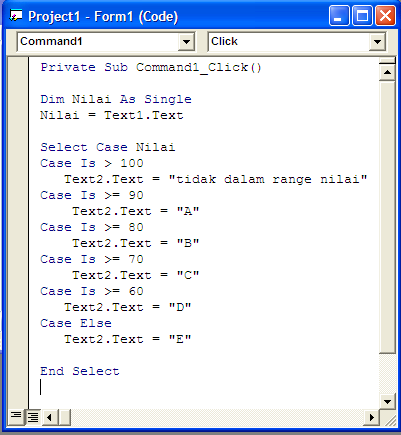 Project1 - Form1 (Code)
Command1 Click
Private Sub Command1_Click()
Dim Nilai As Single
Nilai = Text1.Text
Select Case Nilai
Case Is > 100
Text2.Text = "tidak dalam range nilai"
Case Is >= 90
Text2.Text = "A"
Case Is >= 80
Text2.Text = "B"
Case Is >= 70
Text2.Text = "C"
Case Is >= 60
Text2.Text = "D"
Case Else
Text2.Text = "E"
End Select